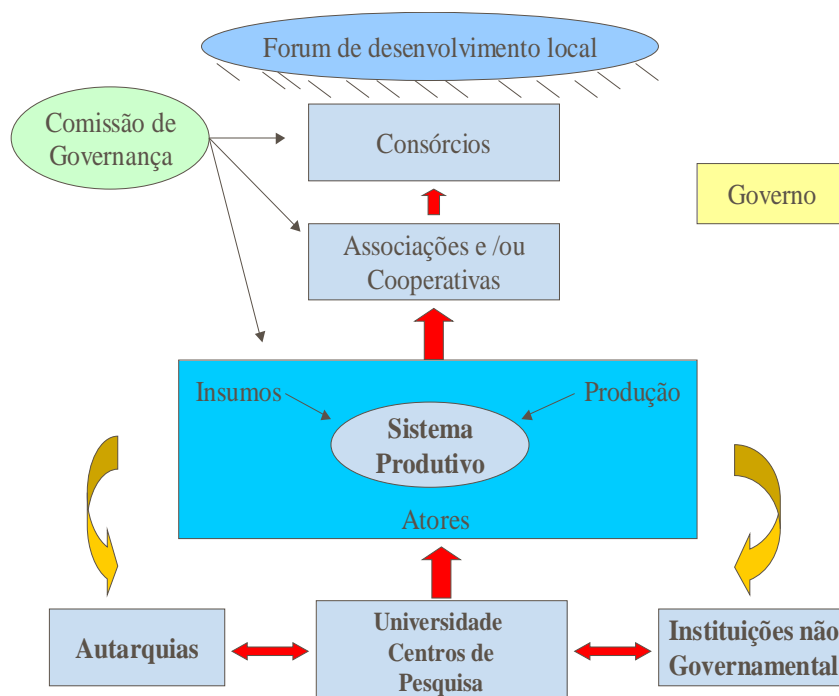 Forum de desenvolvimento local
Comissão de
Governança
Consórcios
Governo
Associações e /ou
Cooperativas
Insumos
Produção
Sistema
Produtivo
Atores
Autarquias
Universidade
Centros de
Pesquisa
Instituições não
Governamental